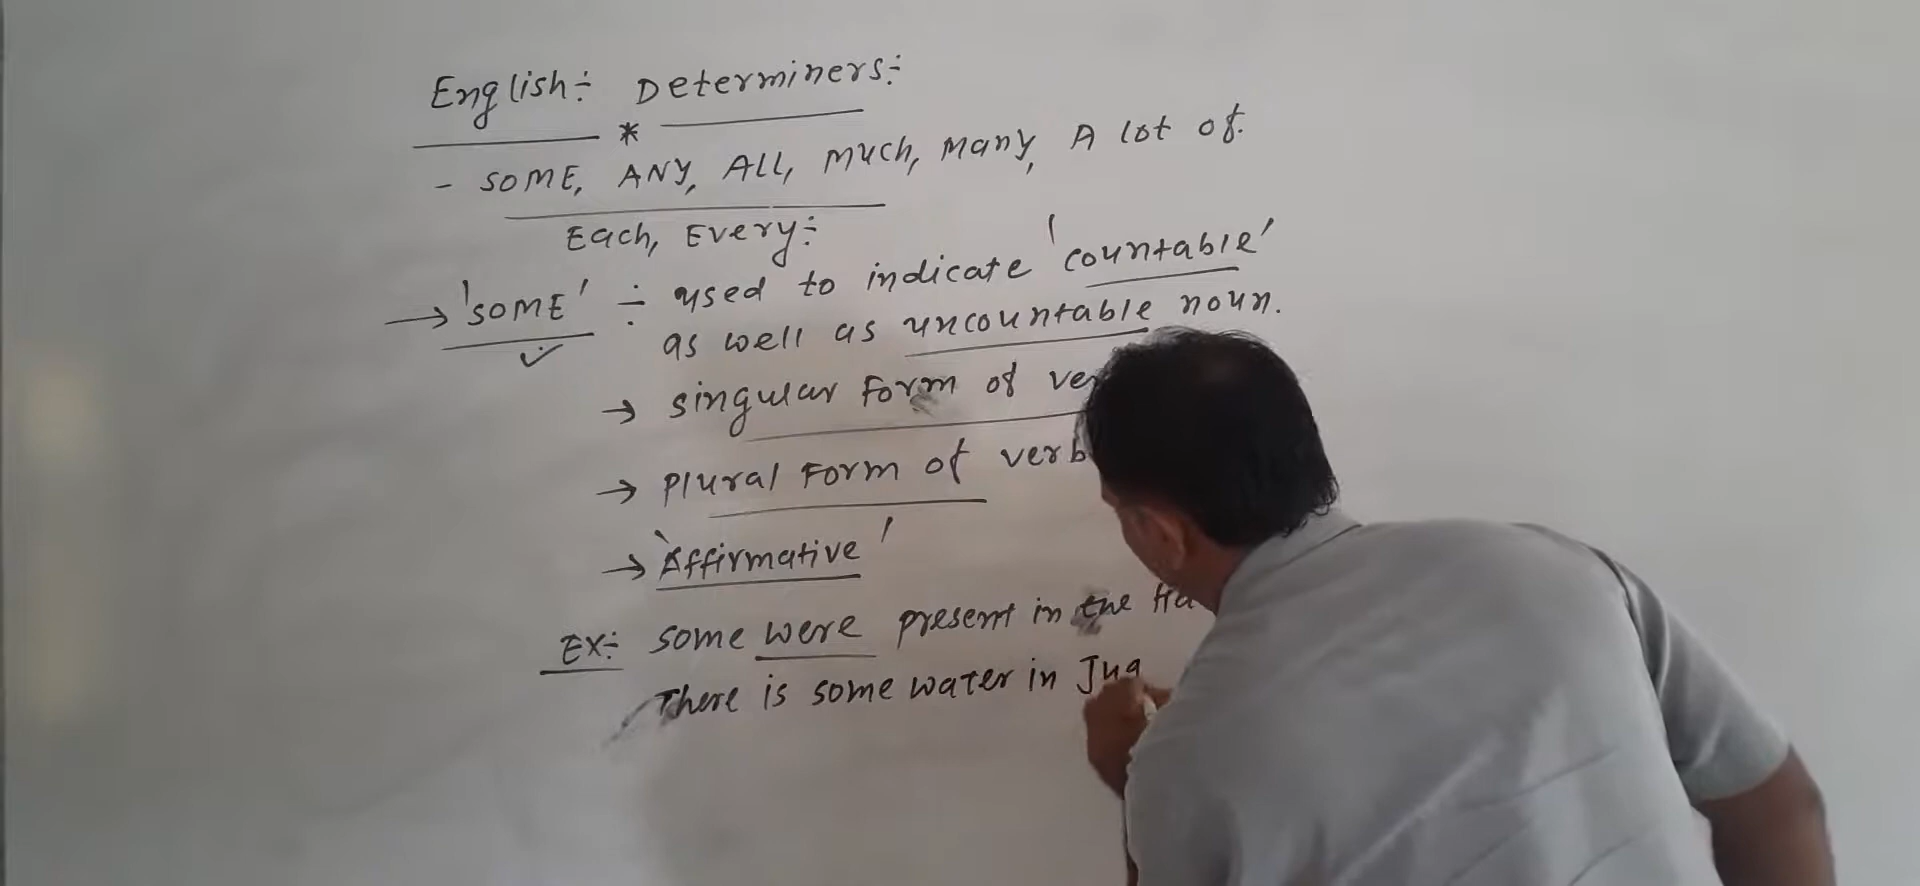 English÷ Determiners÷
*
- SOME, ANY, ALL, Much, Many, A lot of.
Each, Every÷
→ 'SOME' ÷ used to indicate 'countable'
as well as uncountable noun.
→ singular form of
→ Plural Form of verb
→ 'Affirmative'
Ex÷ some were present in the
There is some water in Jug